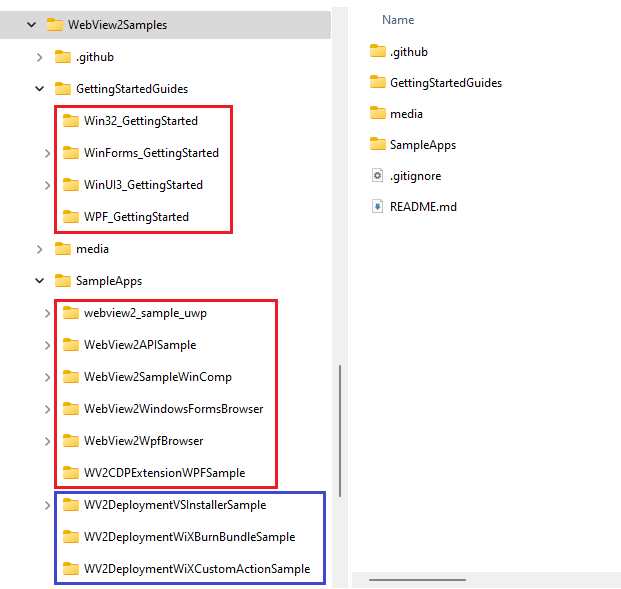 WebView2Samples
.github
GettingStartedGuides
Win32_GettingStarted
WinForms_GettingStarted
WinUI3_GettingStarted
WPF_GettingStarted
media
SampleApps
webview2_sample_uwp
WebView2APISample
WebView2SampleWinComp
WebView2WindowsFormsBrowser
WebView2WpfBrowser
WV2CDPExtensionWPFSample
WV2DeploymentVSInstallerSample
WV2DeploymentWiXBurnBundleSample
WV2DeploymentWiXCustomActionSample
Name
.github
GettingStartedGuides
media
SampleApps
.gitignore
README.md